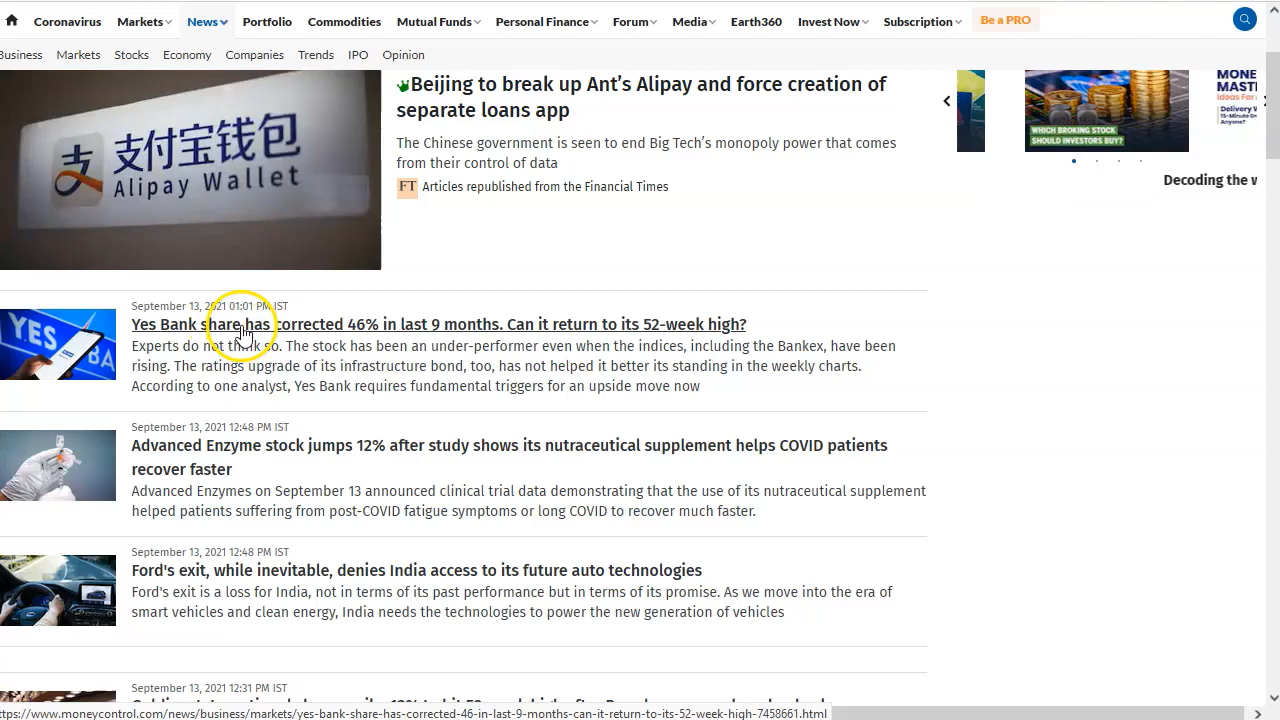 Coronavirus Markets News Portfolio Commodities Mutual Funds Personal Finance Forum Media Earth360 Invest Now Subscription Be a PRO
Business Markets Stocks Economy Companies Trends IPO Opinion
支付宝钱包
支 Alipay Wallet
Beijing to break up Ant's Alipay and force creation of
separate loans app
The Chinese government is seen to end Big Tech's monopoly power that comes
from their control of data
FT Articles republished from the Financial Times
WHICH BROKING STOCK
SHOULD INVESTORS BUY?
MONE
MAST
Ideas For
Delivery
15-Minute
Anyone?
Decoding the
September 13, 2021 01:01 PM IST
YES BA
Yes Bank share has corrected 46% in last 9 months. Can it return to its 52-week high?
Experts do not think so. The stock has been an under-performer even when the indices, including the Bankex, have been
rising. The ratings upgrade of its infrastructure bond, too, has not helped it better its standing in the weekly charts.
According to one analyst, Yes Bank requires fundamental triggers for an upside move now
September 13, 2021 12:48 PM IST
Advanced Enzyme stock jumps 12% after study shows its nutraceutical supplement helps COVID patients
recover faster
Advanced Enzymes on September 13 announced clinical trial data demonstrating that the use of its nutraceutical supplement
helped patients suffering from post-COVID fatigue symptoms or long COVID to recover much faster.
September 13, 2021 12:48 PM IST
Ford's exit, while inevitable, denies India access to its future auto technologies
Ford's exit is a loss for India, not in terms of its past performance but in terms of its promise. As we move into the era of
smart vehicles and clean energy, India needs the technologies to power the new generation of vehicles
September 13, 2021 12:31 PM IST
ttps://www.moneycontrol.com/news/business/markets/yes-bank-share-has-corrected-46-in-last-9-months-can-it-return-to-its-52-week-high-7458661.html